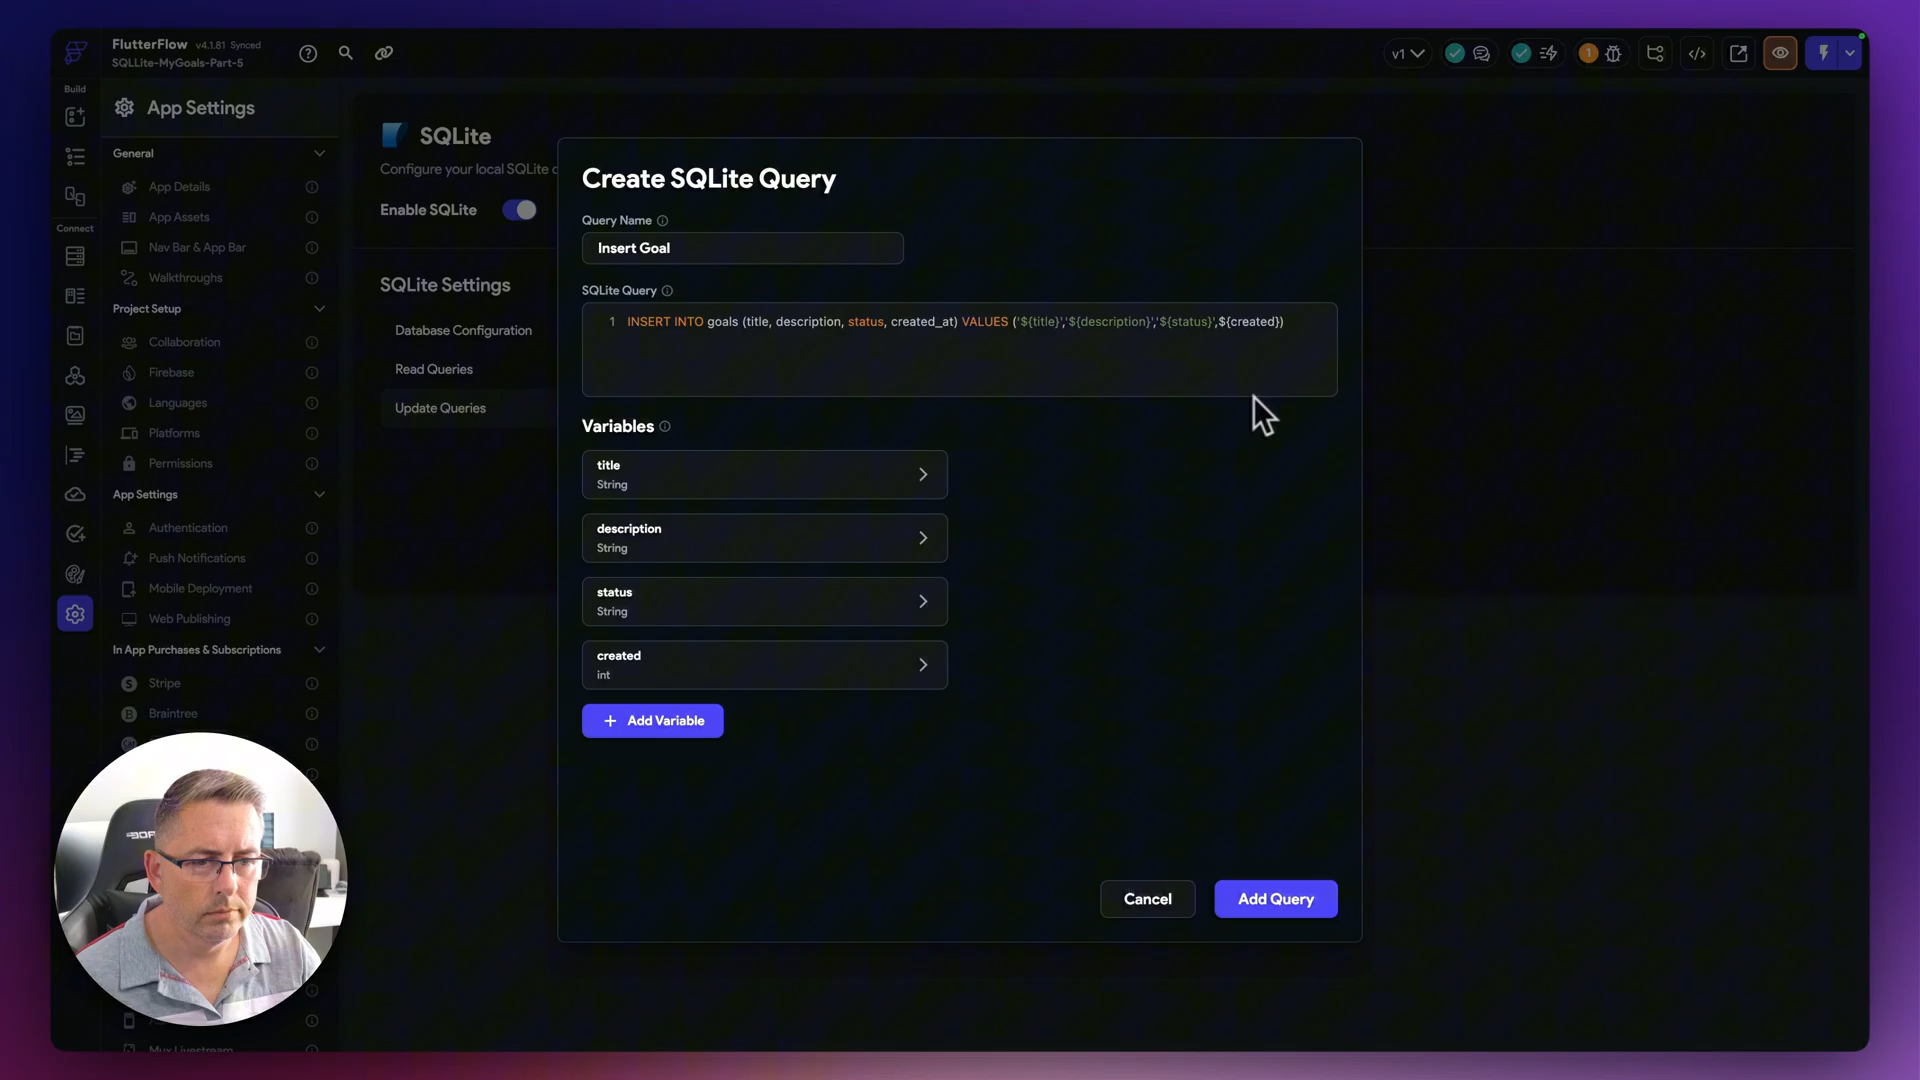 FlutterFlow v4.1.81 Synced
SQLLite-MyGoals-Part-5
v1
1
Build
App Settings
General
App Details
App Assets
Nav Bar & App Bar
Walkthroughs
Project Setup
Collaboration
Firebase
Languages
Platforms
Permissions
App Settings
Authentication
Push Notifications
Mobile Deployment
Web Publishing
In App Purchases & Subscriptions
Stripe
Braintree
Mux Livestream
Connect
SQLite
Configure your local SQLite
Enable SQLite
SQLite Settings
Database Configuration
Read Queries
Update Queries
Create SQLite Query
Query Name
Insert Goal
SQLite Query
1 INSERT INTO goals (title, description, status, created_at) VALUES ('${title}','${description}','${status}',${created})
Variables
title
String
description
String
status
String
created
int
+ Add Variable
Cancel
Add Query